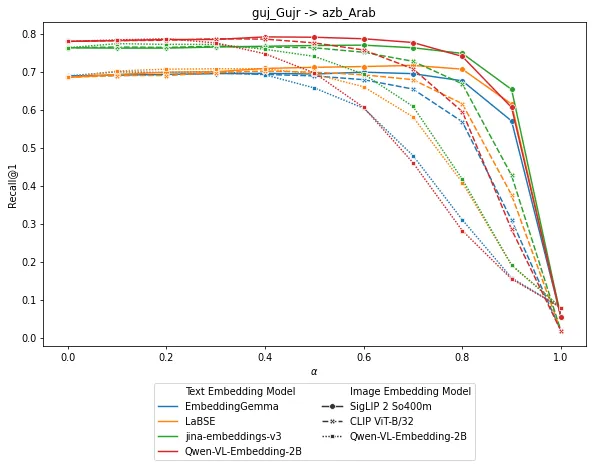 guj_Gujr -> azb_Arab
Recall@1
0.8
0.7
0.6
0.5
0.4
0.3
0.2
0.1
0.0
0.0
0.2
0.4
0.6
0.8
1.0
α
Text Embedding Model
EmbeddingGemma
LaBSE
jina-embeddings-v3
Qwen-VL-Embedding-2B
Image Embedding Model
SigLIP 2 So400m
CLIP ViT-B/32
Qwen-VL-Embedding-2B